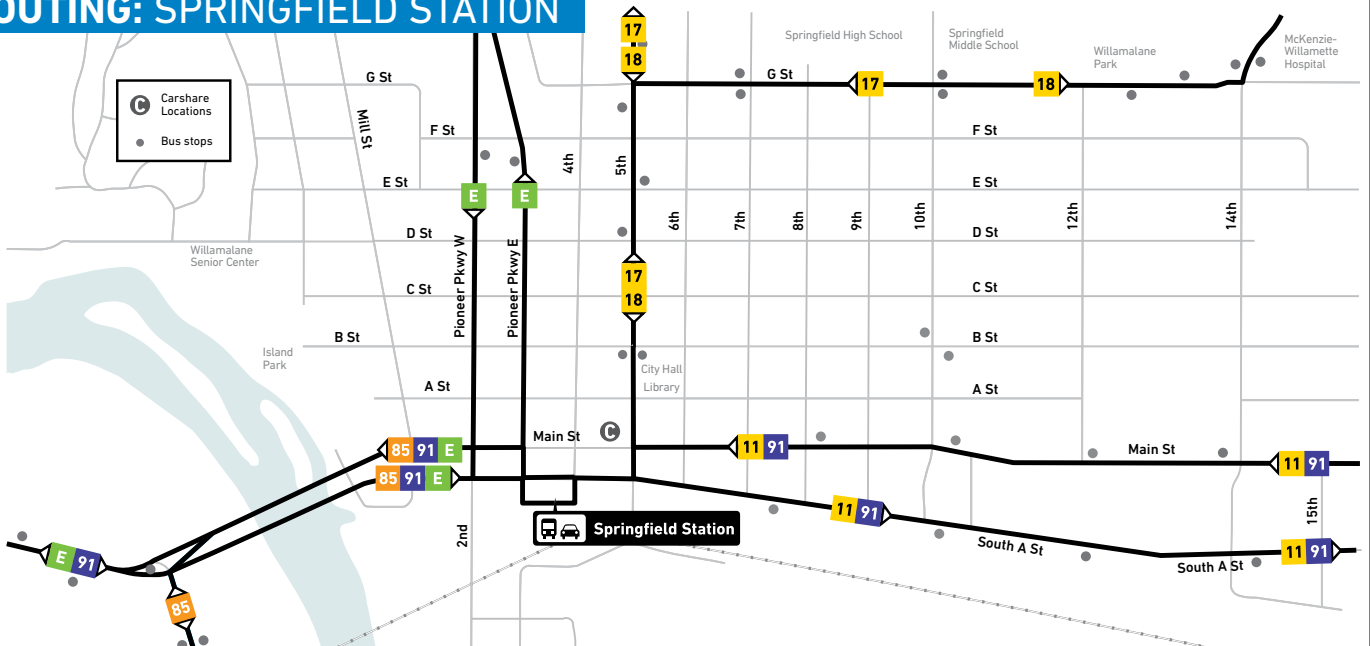 OUTING: SPRINGFIELD STATION
C Carshare
Locations
Bus stops
17
18
Springfield High School
Springfield
Middle School
Willamalane
Park
McKenzie-
Willamette
Hospital
G St
G St
17
18
Mill St
F St
F St
4th
5th
E St
E St
E
E
6th
7th
8th
9th
10th
12th
14th
D St
D St
Willamalane
Senior Center
Pioneer Pkwy W
Pioneer Pkwy E
17
18
C St
C St
B St
B St
Island
Park
City Hall
Library
A St
A St
Main St
C
85 91 E
11 91
Main St
11 91
85 91 E
11 91
15th
2nd
Springfield Station
South A St
South A St
11 91
E 91
85